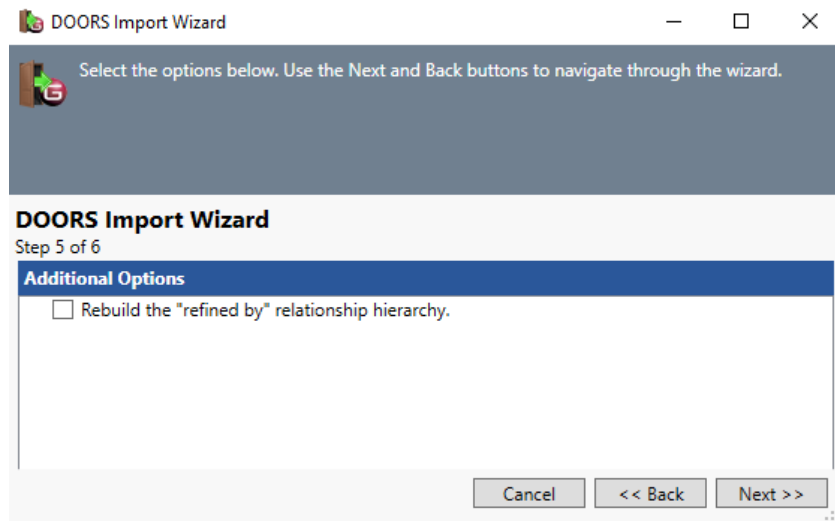 DOORS Import Wizard
Select the options below. Use the Next and Back buttons to navigate through the wizard.
DOORS Import Wizard
Step 5 of 6
Additional Options
Rebuild the "refined by" relationship hierarchy.
Cancel
<< Back
Next >>